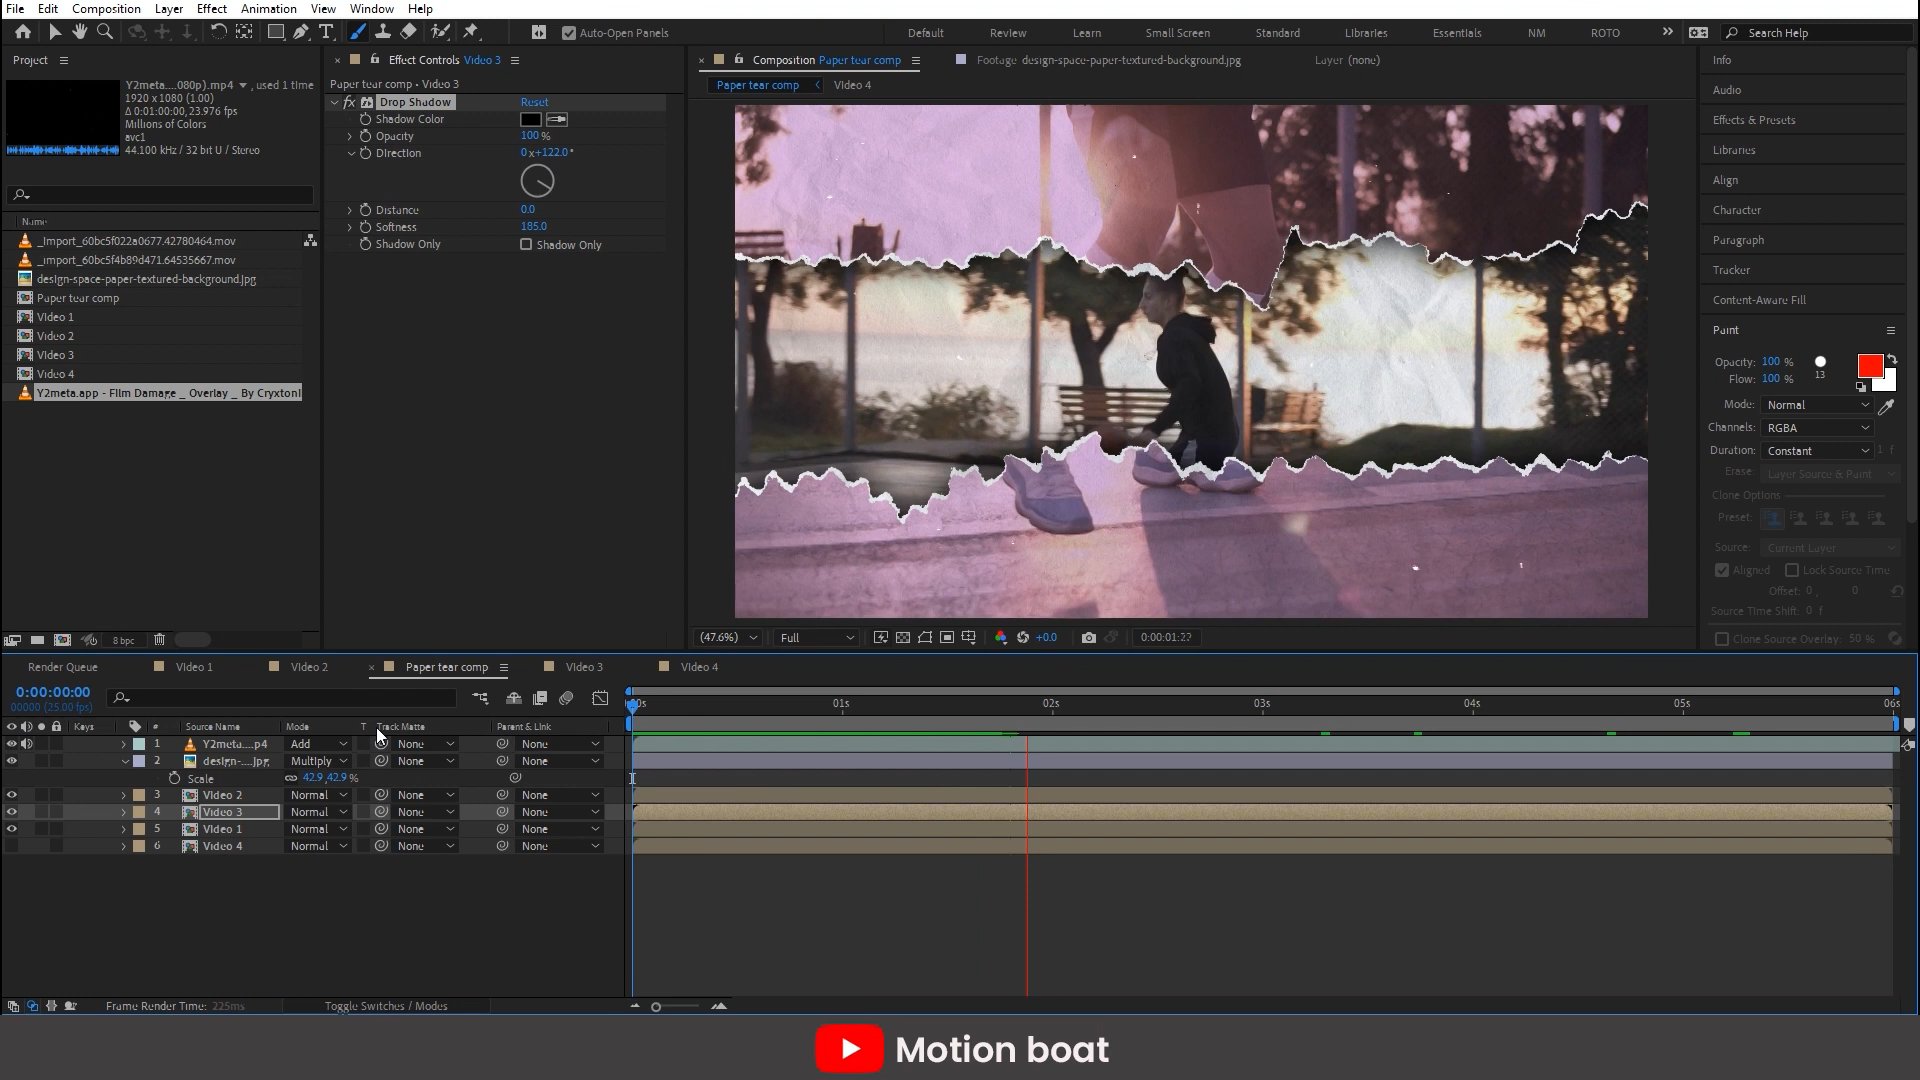 File Edit Composition Layer Effect Animation View Window Help
Auto-Open Panels Default Review Learn Small Screen Standard Libraries Essentials NM ROTO Search Help
Project
Y2meta....080p).mp4 , used 1 time
1920 x 1080 (1.00)
Δ 0:01:00:00, 23.976 fps
Millions of Colors
avc1
44.100 kHz / 32 bit U / Stereo
Name
_Import_60bc5f022a0677.42780464.mov
_Import_60bc5f4b89d471.64535667.mov
design-space-paper-textured-background.jpg
Paper tear comp
Video 1
Video 2
Video 3
Video 4
Y2meta.app - Film Damage _ Overlay _ By Cryxton
8 bpc
Effect Controls Video 3
Paper tear comp • Video 3
fx Drop Shadow Reset
Shadow Color
Opacity 100 %
Direction 0 x+122.0 °
Distance 0.0
Softness 185.0
Shadow Only Shadow Only
Composition Paper tear comp Footage design-space-paper-textured-background.jpg Layer (none)
Paper tear comp Video 4
(47.6%) Full +0.0 0:00:01:22
Info
Audio
Effects & Presets
Libraries
Align
Character
Paragraph
Tracker
Content-Aware Fill
Paint
Opacity: 100 %
Flow: 100 % 13
Mode: Normal
Channels: RGBA
Duration: Constant 1 f
Erase: Layer Source & Paint
Clone Options
Preset:
Source: Current Layer
Aligned Lock Source Time
Offset: 0 , 0
Source Time Shift: 0 f
Clone Source Overlay: 50 %
Render Queue Video 1 Video 2 Paper tear comp Video 3 Video 4
0:00:00:00
00000 (25.00 fps)
00s 01s 02s 03s 04s 05s 06s
Keys # Source Name Mode T Track Matte Parent & Link
1 Y2meta....p4 Add None None
2 design-....jpg Multiply None None
Scale 42.9 ,42.9 %
3 Video 2 Normal None None
4 Video 3 Normal None None
5 Video 1 Normal None None
6 Video 4 Normal None None
Frame Render Time: 225ms Toggle Switches / Modes
Motion boat